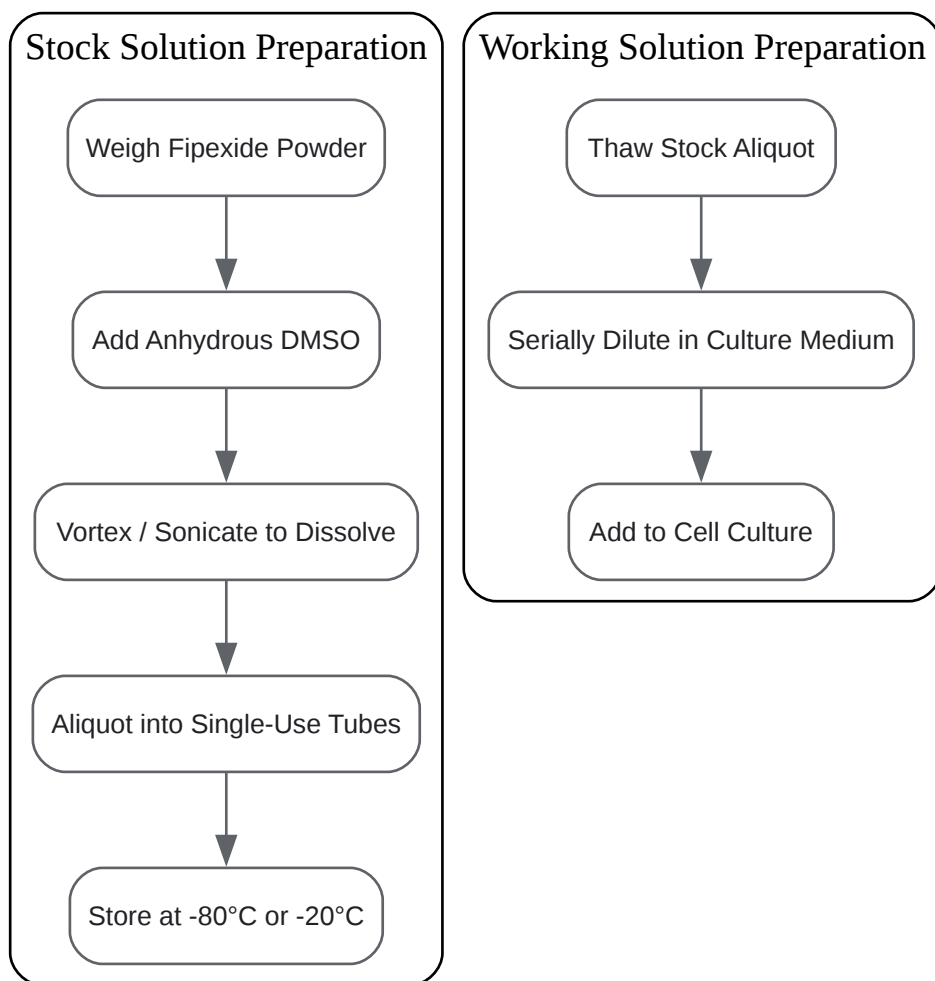 Stock Solution Preparation
Weigh Fipexide Powder
Add Anhydrous DMSO
Vortex / Sonicate to Dissolve
Aliquot into Single-Use Tubes
Store at -80°C or -20°C
Working Solution Preparation
Thaw Stock Aliquot
Serially Dilute in Culture Medium
Add to Cell Culture